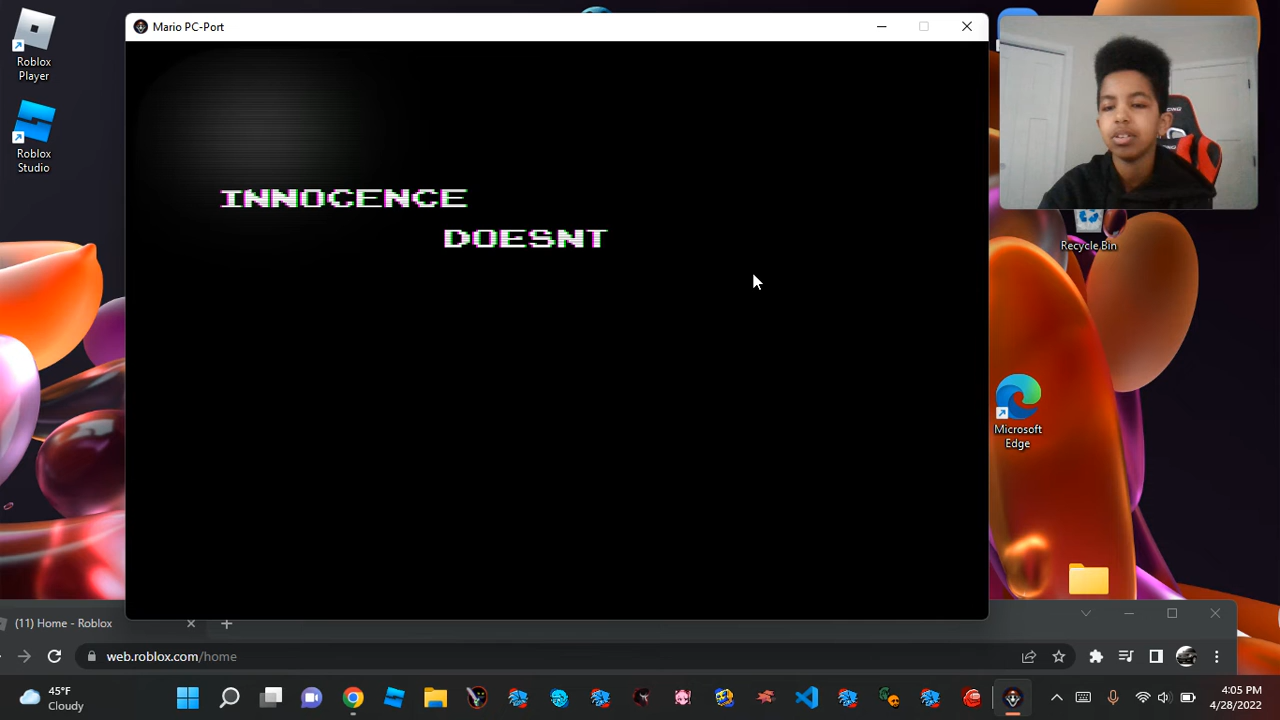 Roblox
Player
Roblox
Studio
Mario PC-Port
INNOCENCE
DOESNT
Recycle Bin
Microsoft
Edge
(11) Home - Roblox
web.roblox.com/home
45°F
Cloudy
4:05 PM
4/28/2022